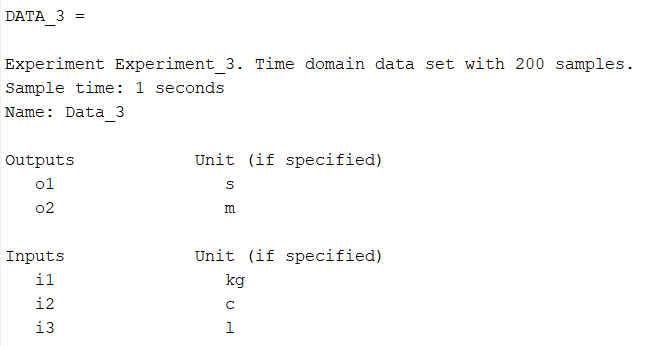 DATA_3 =
Experiment Experiment_3. Time domain data set with 200 samples.
Sample time: 1 seconds
Name: Data_3
Outputs Unit (if specified)
o1 s
o2 m
Inputs Unit (if specified)
i1 kg
i2 c
i3 l